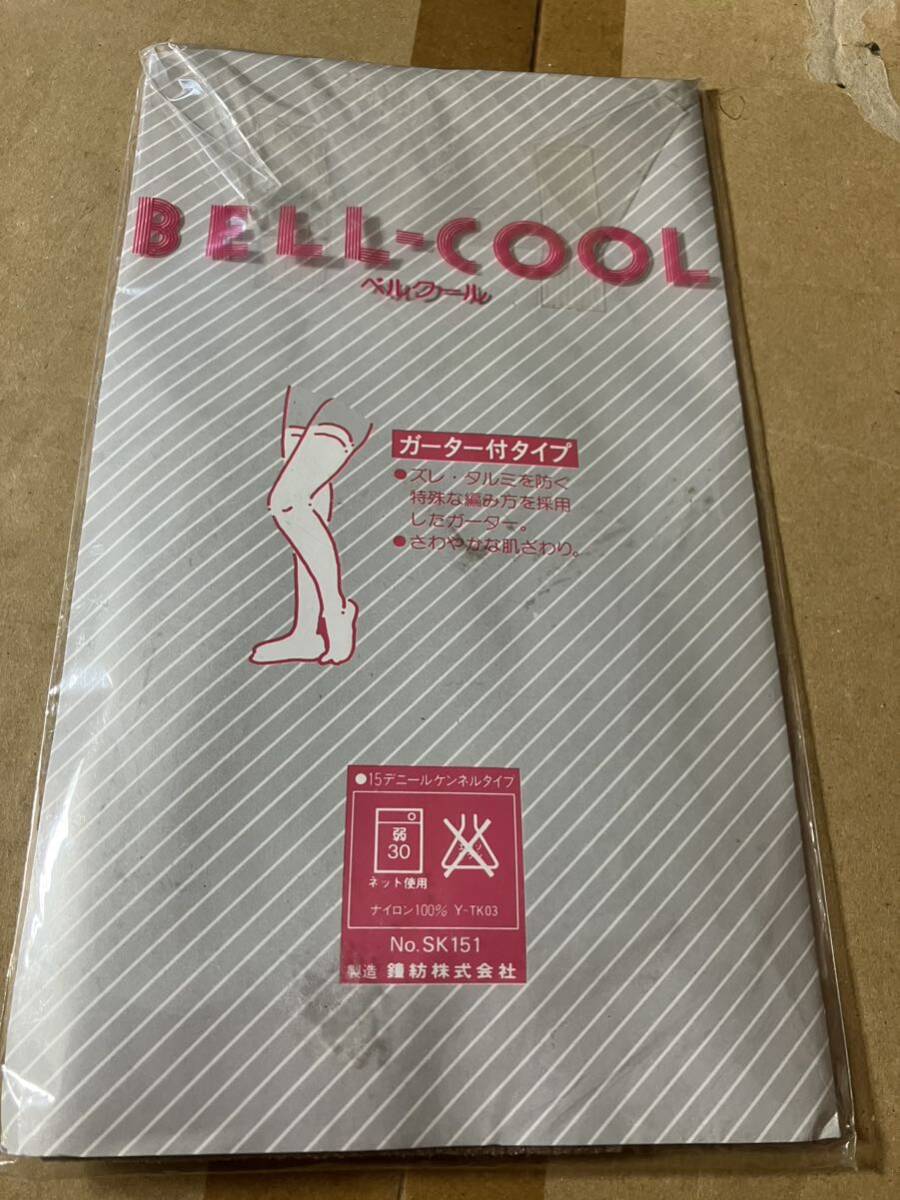 BELL-COOL
ベルクール
ガーター付タイプ
●ズレ・タルミを防ぐ
特殊な編み方を採用
したガーター。
●さわやかな肌ざわり。
●15デニールケンネルタイプ
弱
30
ネット使用
ナイロン100% Y-TK03
No.SK151
製造 鐘紡株式会社